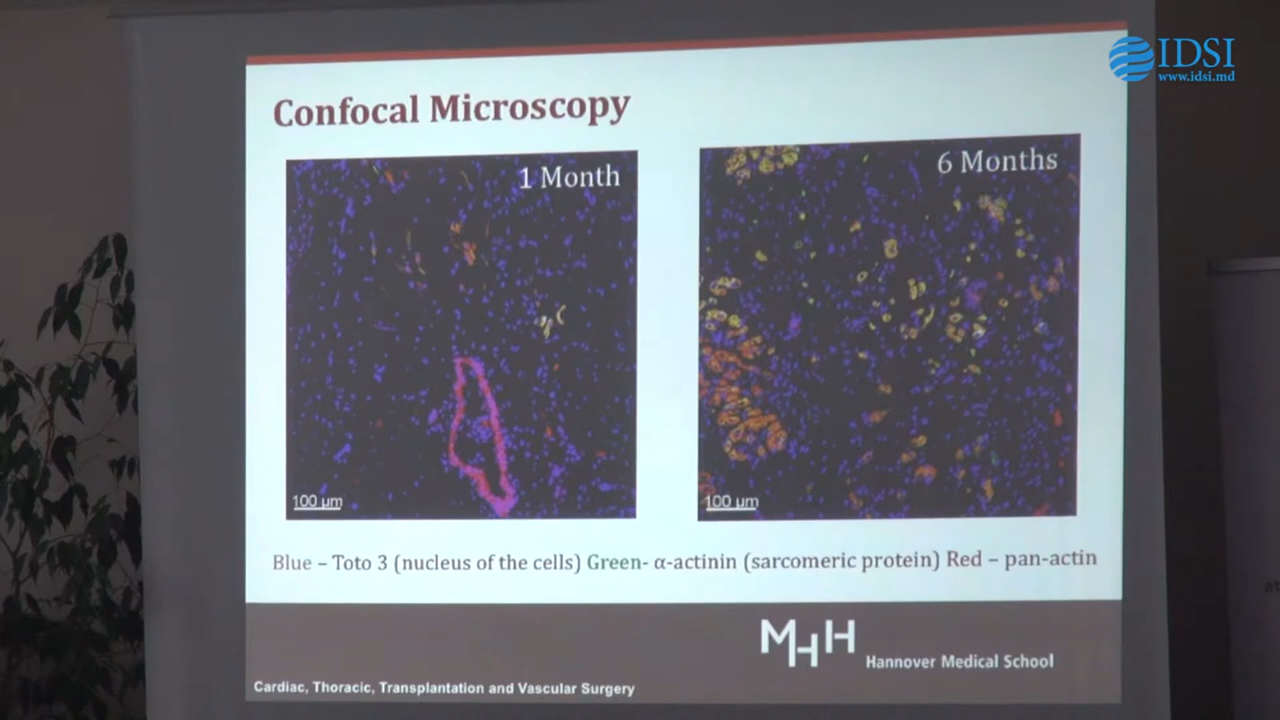 IDSI
www.idsi.md
Confocal Microscopy
1 Month
6 Months
100 µm
100 µm
Blue – Toto 3 (nucleus of the cells) Green- α-actinin (sarcomeric protein) Red – pan-actin
MHH
Hannover Medical School
Cardiac, Thoracic, Transplantation and Vascular Surgery